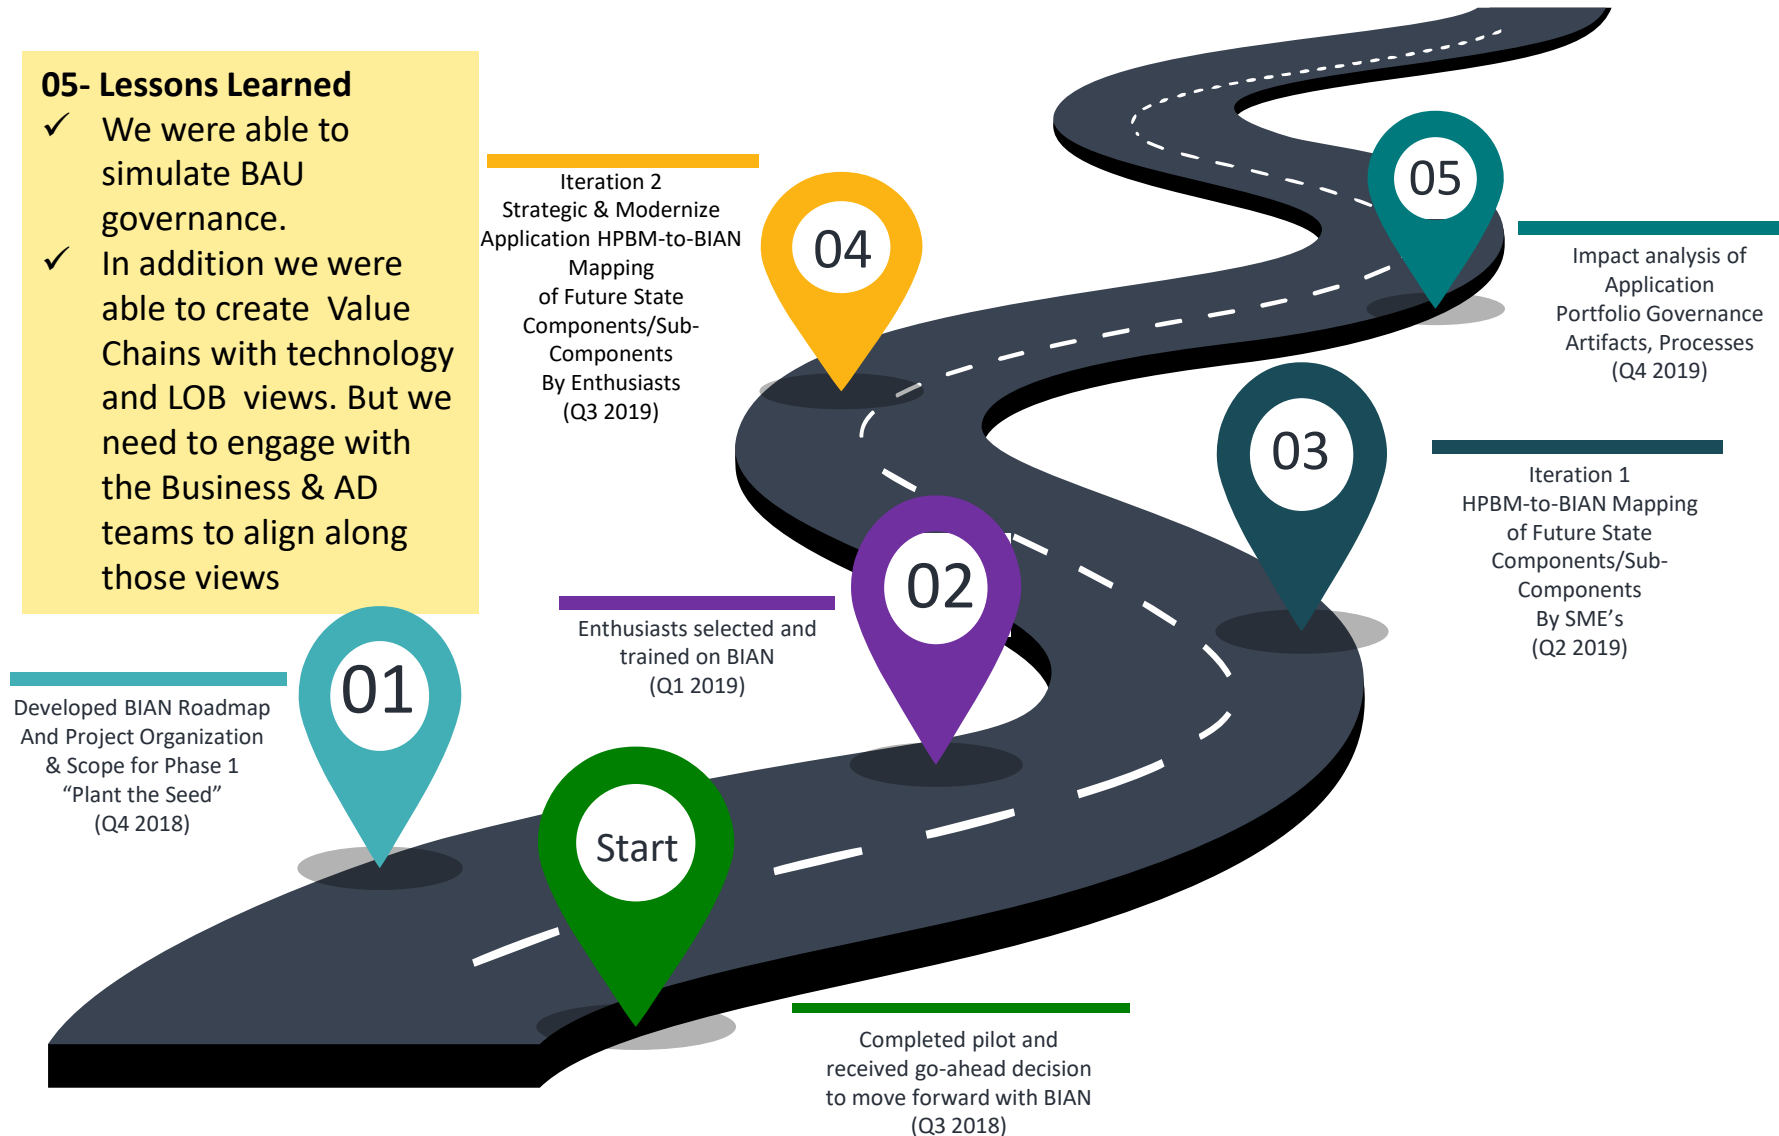 05- Lessons Learned
✓ We were able to
simulate BAU
governance.
✓ In addition we were
able to create  Value
Chains with technology
and LOB  views. But we
need to engage with
the Business & AD
teams to align along
those views
Iteration 2
Strategic & Modernize
Application HPBM-to-BIAN
Mapping
of Future State
Components/Sub-
Components
By Enthusiasts
(Q3 2019)
04
05
Impact analysis of
Application
Portfolio Governance
Artifacts, Processes
(Q4 2019)
03
Iteration 1
HPBM-to-BIAN Mapping
of Future State
Components/Sub-
Components
By SME’s
(Q2 2019)
02
Enthusiasts selected and
trained on BIAN
(Q1 2019)
01
Developed BIAN Roadmap
And Project Organization
& Scope for Phase 1
“Plant the Seed”
(Q4 2018)
Start
Completed pilot and
received go-ahead decision
to move forward with BIAN
(Q3 2018)